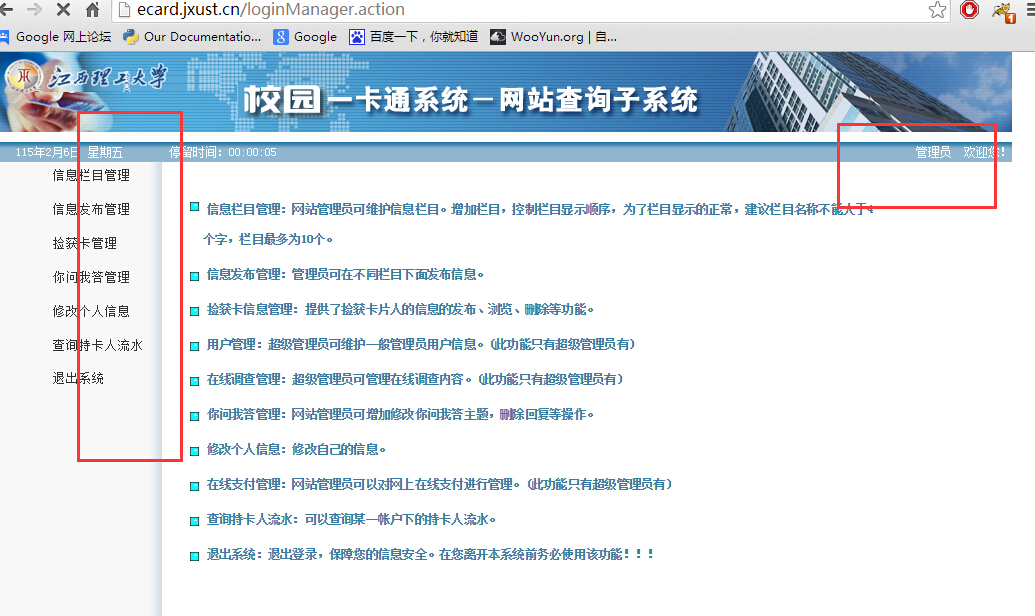 ecard.jxust.cn/loginManager.action
Google 网上论坛 Our Documentatio... Google 百度一下，你就知道 WooYun.org | 自...
江西理工大学
校园一卡通系统－网站查询子系统
115年2月6日 星期五 停留时间：00:00:05 管理员 欢迎您！
信息栏目管理
信息发布管理
捡获卡管理
你问我答管理
修改个人信息
查询持卡人流水
退出系统
信息栏目管理：网站管理员可维护信息栏目。增加栏目，控制栏目显示顺序，为了栏目显示的正常，建议栏目名称不能大于4
个字，栏目最多为10个。
信息发布管理：管理员可在不同栏目下面发布信息。
捡获卡信息管理：提供了捡获卡片人的信息的发布、浏览、删除等功能。
用户管理：超级管理员可维护一般管理员用户信息。（此功能只有超级管理员有）
在线调查管理：超级管理员可管理在线调查内容。（此功能只有超级管理员有）
你问我答管理：网站管理员可增加修改你问我答主题，删除回复等操作。
修改个人信息：修改自己的信息。
在线支付管理：网站管理员可以对网上在线支付进行管理。（此功能只有超级管理员有）
查询持卡人流水：可以查询某一帐户下的持卡人流水。
退出系统：退出登录，保障您的信息安全。在您离开本系统前务必使用该功能！！！